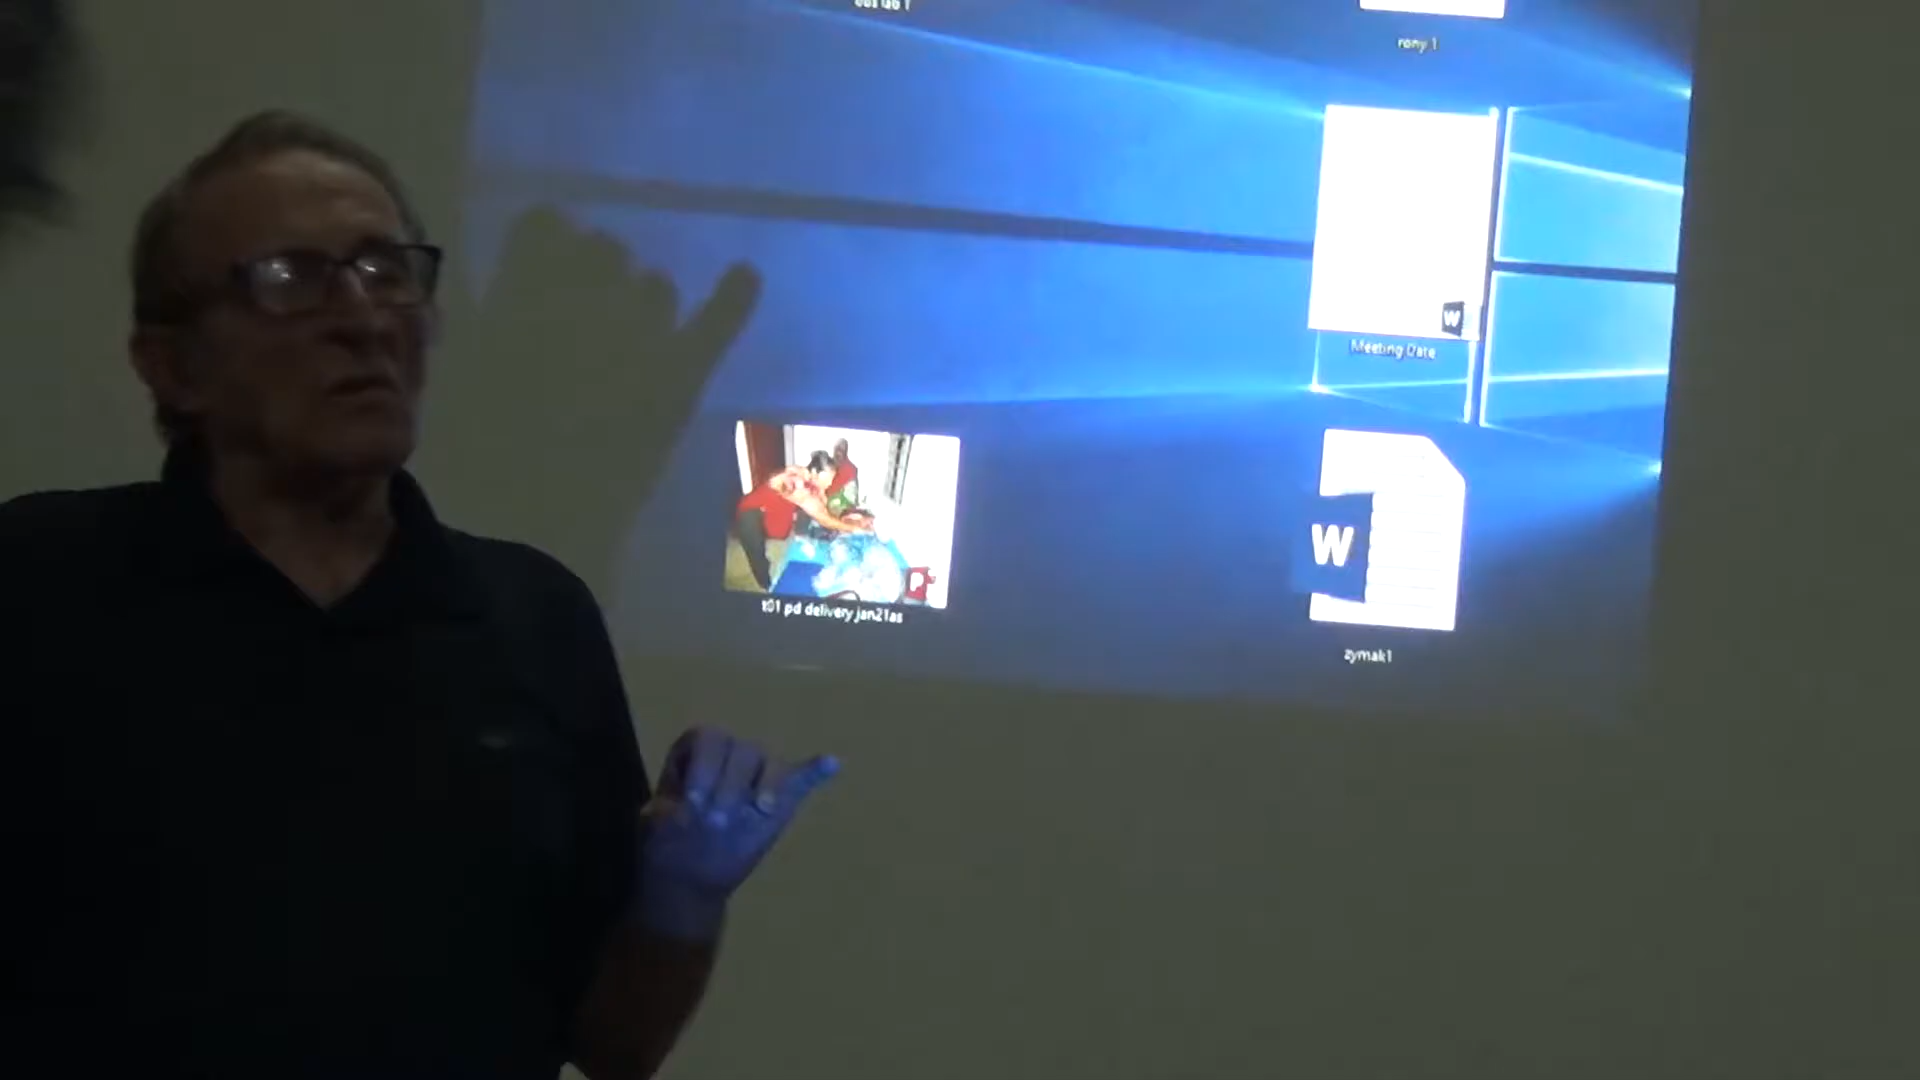 rony 1
W
Meeting Date
P
t01 pd delivery jan21as
W
zymak1